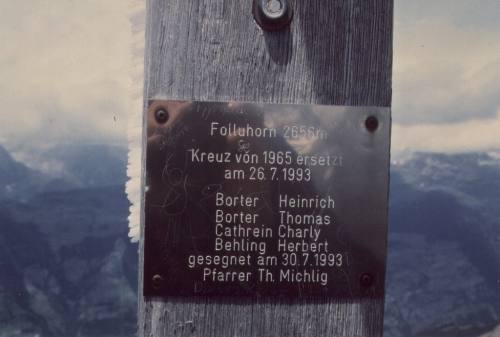 Folluhorn 2656m
Kreuz von 1965 ersetzt
am 26.7.1993
Borter Heinrich
Borter Thomas
Cathrein Charly
Behling Herbert
gesegnet am 30.7.1993
Pfarrer Th. Michlig